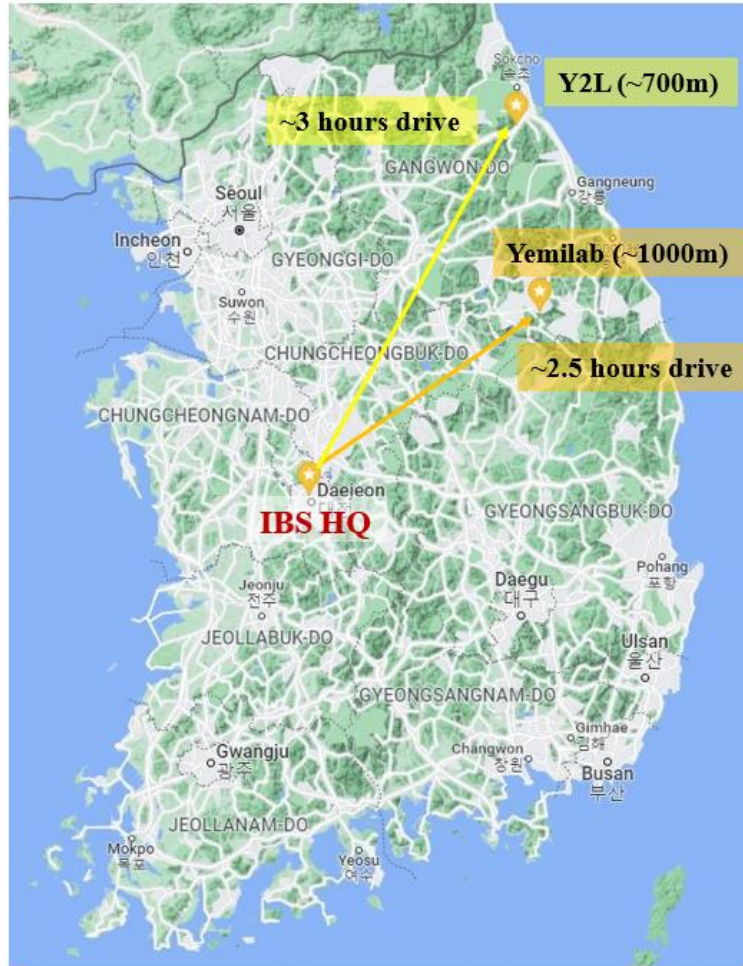 Sokcho
속초
Y2L (~700m)
~3 hours drive
GANGWON-DO
Gangneung
강릉
Seoul
서울
Incheon
인천
GYEONGGI-DO
Yemilab (~1000m)
Suwon
수원
CHUNGCHEONGBUK-DO
~2.5 hours drive
CHUNGCHEONGNAM-DO
Daejeon
IBS HQ
GYEONGSANGBUK-DO
Pohang
포항
Jeonju
전주
Daegu
대구
JEOLLABUK-DO
Ulsan
울산
GYEONGSANGNAM-DO
Gimhae
김해
Gwangju
광주
Changwon
창원
Busan
부산
JEOLLANAM-DO
Mokpo
목포
Yeosu
여수